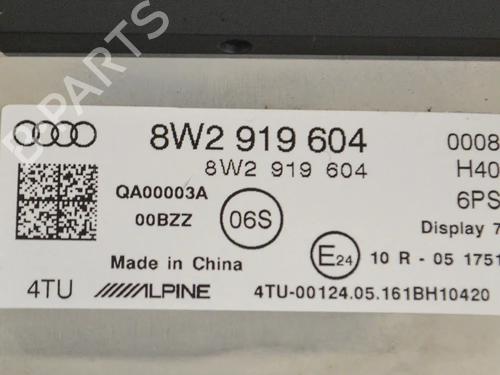 B PARTS
8W2 919 604 0008
8W2 919 604 H40
QA00003A 6PS
00BZZ 06S Display 7
Made in China E24 10 R - 05 1751
4TU ALPINE 4TU-00124.05.161BH10420